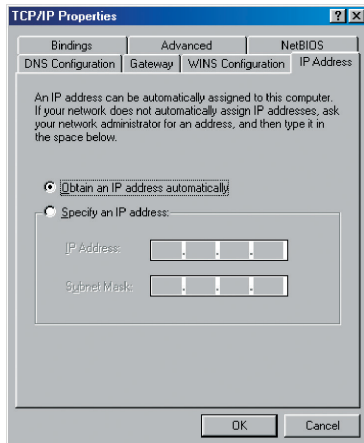 TCP/IP Properties
Bindings Advanced NetBIOS
DNS Configuration Gateway WINS Configuration IP Address
An IP address can be automatically assigned to this computer.
If your network does not automatically assign IP addresses, ask
your network administrator for an address, and then type it in
the space below.
Obtain an IP address automatically
Specify an IP address:
IP Address:
Subnet Mask:
OK Cancel